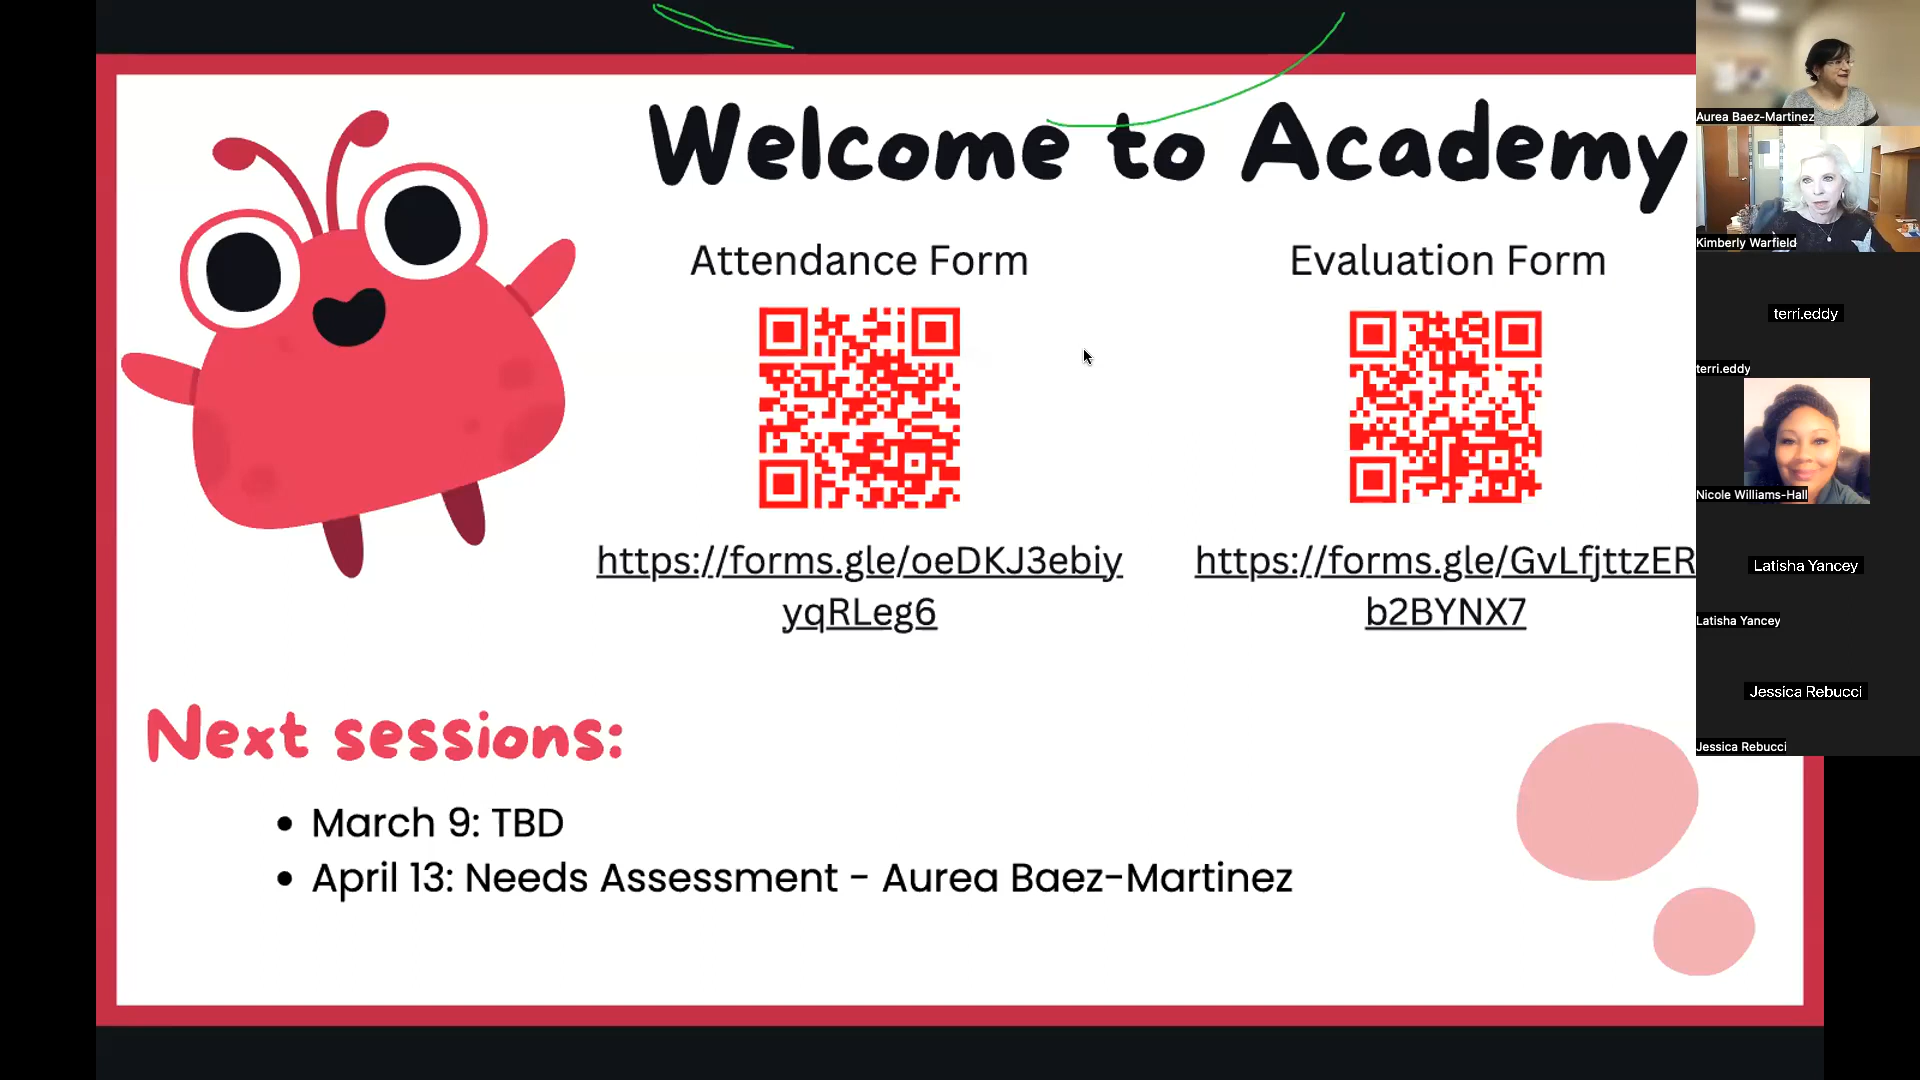 Welcome to Academy
Attendance Form
Evaluation Form
https://forms.gle/oeDKJ3ebiy
yqRLeg6
https://forms.gle/GvLfjttzER
b2BYNX7
Next sessions:
• March 9: TBD
• April 13: Needs Assessment - Aurea Baez-Martinez
Aurea Baez-Martinez
Kimberly Warfield
terri.eddy
terri.eddy
Nicole Williams-Hall
Latisha Yancey
Latisha Yancey
Jessica Rebucci
Jessica Rebucci